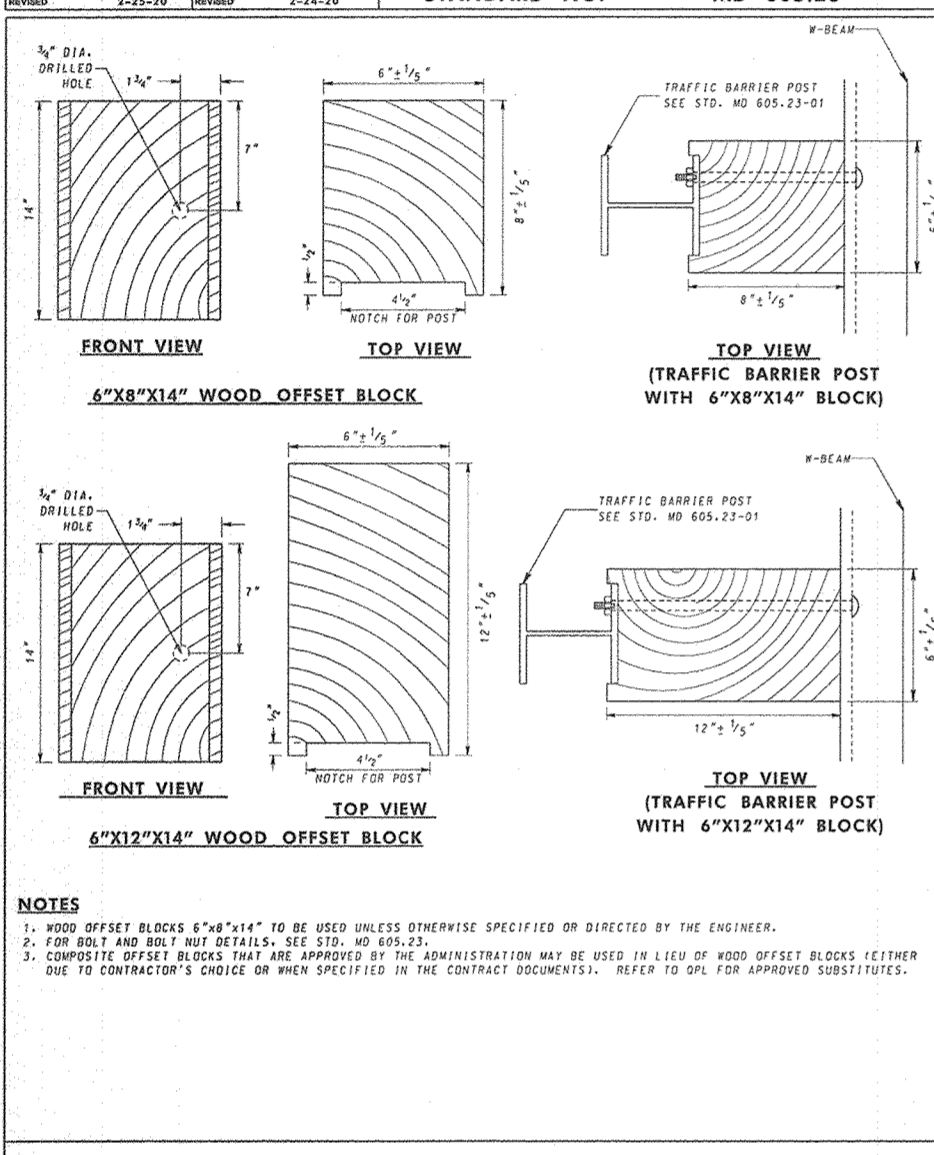 REVISED 2-25-20 REVISED 2-24-20
3/4" DIA.
DRILLED
HOLE
1 3/4"
7"
14"
FRONT VIEW
6"± 1/5 "
8"± 1/5 "
1/2"
4 1/2"
NOTCH FOR POST
TOP VIEW
6"X8"X14" WOOD OFFSET BLOCK
W-BEAM
TRAFFIC BARRIER POST
SEE STD. MD 605.23-01
8"± 1/5 "
TOP VIEW
(TRAFFIC BARRIER POST
WITH 6"X8"X14" BLOCK)
3/4" DIA.
DRILLED
HOLE
1 3/4"
7"
14"
FRONT VIEW
6"± 1/5 "
12"± 1/5 "
1/2"
4 1/2"
NOTCH FOR POST
TOP VIEW
6"X12"X14" WOOD OFFSET BLOCK
W-BEAM
TRAFFIC BARRIER POST
SEE STD. MD 605.23-01
6"± 1/5 "
12"± 1/5 "
TOP VIEW
(TRAFFIC BARRIER POST
WITH 6"X12"X14" BLOCK)
NOTES
1. WOOD OFFSET BLOCKS 6"x8"x14" TO BE USED UNLESS OTHERWISE SPECIFIED OR DIRECTED BY THE ENGINEER.
2. FOR BOLT AND BOLT NUT DETAILS, SEE STD. MD 605.23.
3. COMPOSITE OFFSET BLOCKS THAT ARE APPROVED BY THE ADMINISTRATION MAY BE USED IN LIEU OF WOOD OFFSET BLOCKS (EITHER
DUE TO CONTRACTOR'S CHOICE OR WHEN SPECIFIED IN THE CONTRACT DOCUMENTS). REFER TO QPL FOR APPROVED SUBSTITUTES.